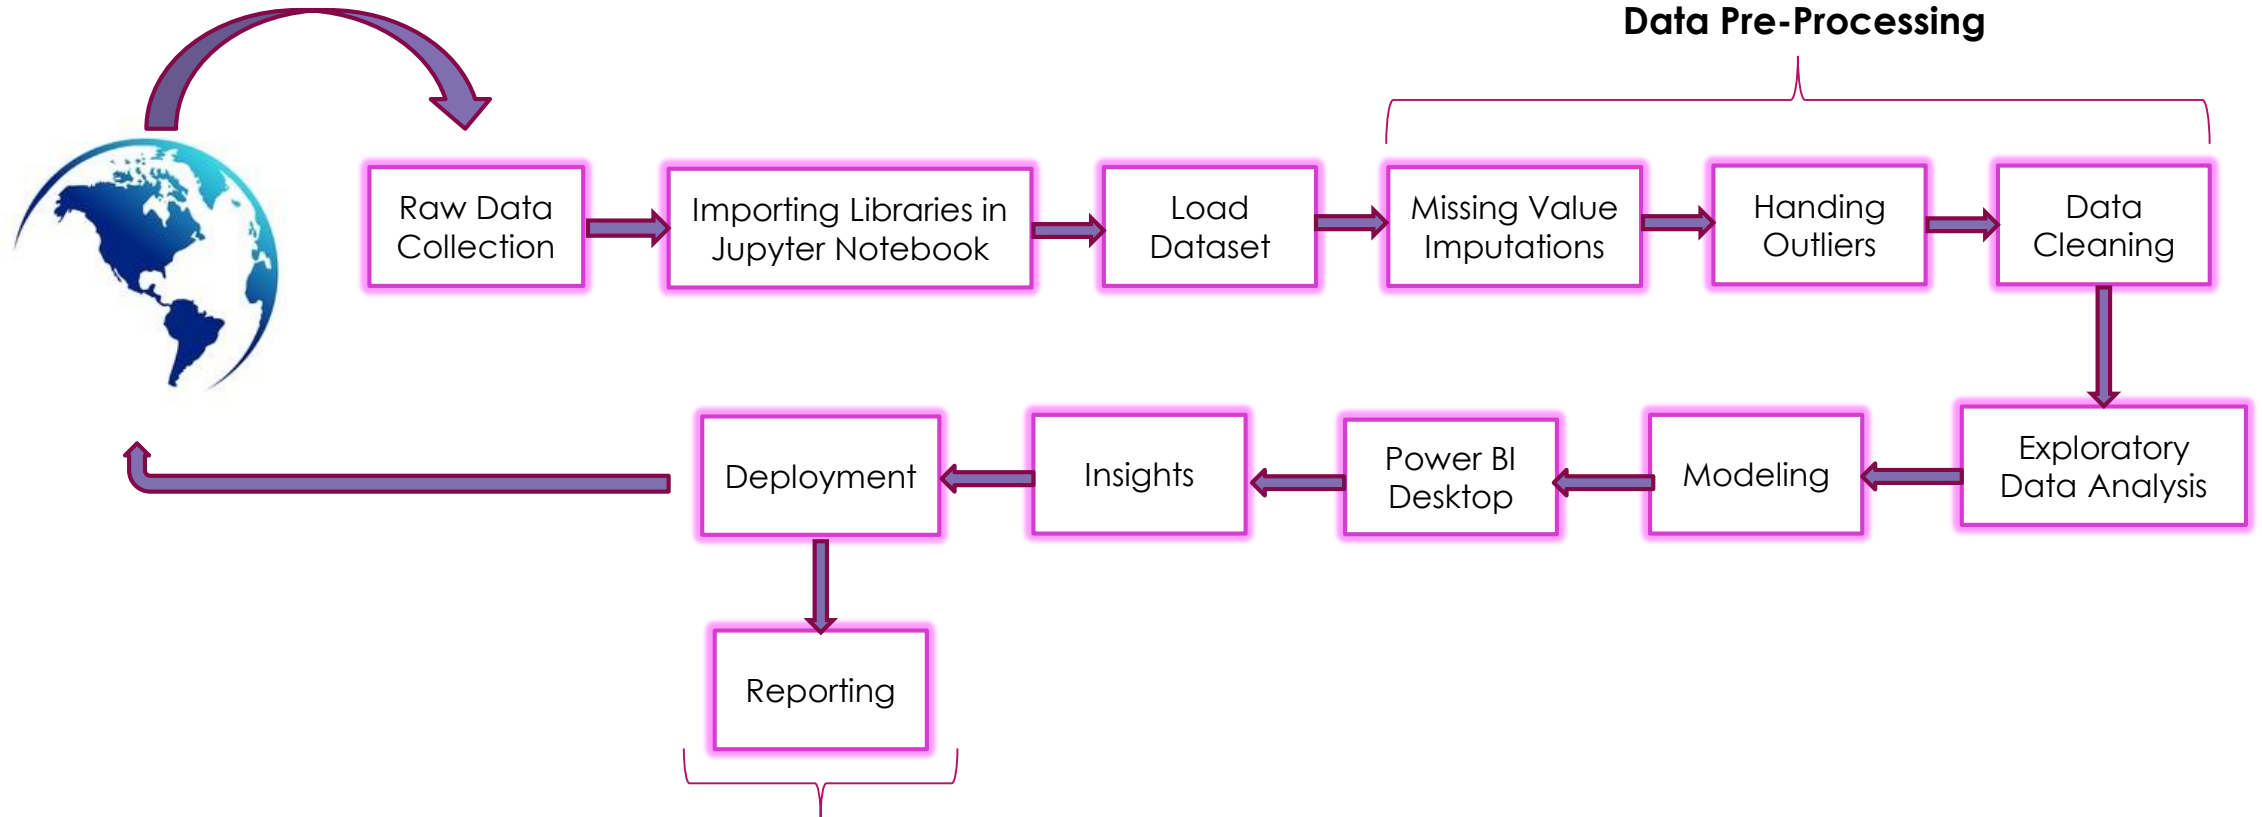 Data Pre-Processing
Raw Data
Collection
Importing Libraries in
Jupyter Notebook
Load
Dataset
Missing Value
Imputations
Handing
Outliers
Data
Cleaning
Exploratory
Data Analysis
Modeling
Power BI
Desktop
Insights
Deployment
Reporting